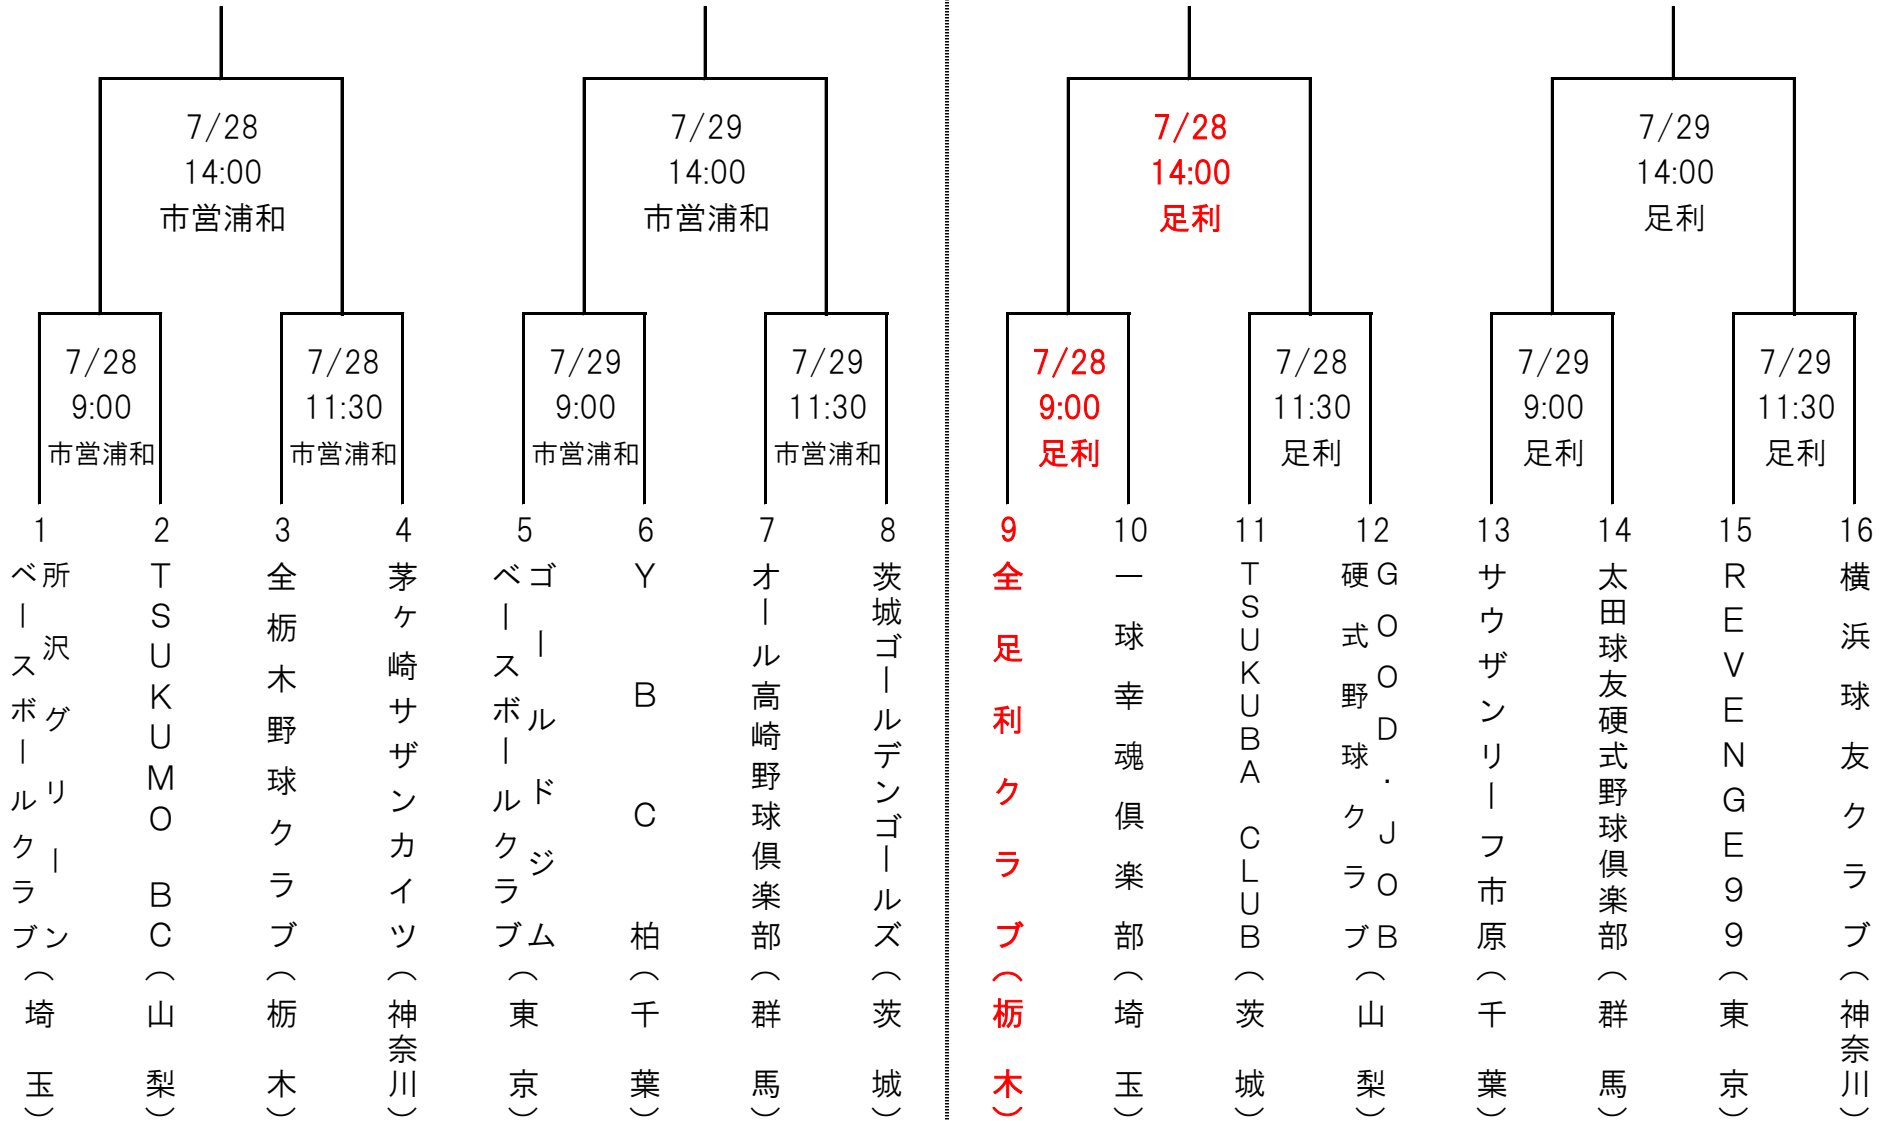 7/28
14:00
市営浦和
7/29
14:00
市営浦和
7/28
14:00
足利
7/29
14:00
足利
7/28
9:00
市営浦和
7/28
11:30
市営浦和
7/29
9:00
市営浦和
7/29
11:30
市営浦和
7/28
9:00
足利
7/28
11:30
足利
7/29
9:00
足利
7/29
11:30
足利
1
所沢グリーン
ベースボールクラブ
（埼玉）
2
TSUKUMO BC（山梨）
3
全栃木野球クラブ（栃木）
4
茅ヶ崎サザンカイツ（神奈川）
5
ゴールドジム
ベースボールクラブ
（東京）
6
YBC柏（千葉）
7
オール高崎野球倶楽部（群馬）
8
茨城ゴールデンゴールズ（茨城）
9
全足利クラブ（栃木）
10
一球幸魂倶楽部（埼玉）
11
TSUKUBA CLUB（茨城）
12
GOOD.JOB
硬式野球クラブ
（山梨）
13
サウザンリーフ市原（千葉）
14
太田球友硬式野球倶楽部（群馬）
15
REVENGE99（東京）
16
横浜球友クラブ（神奈川）